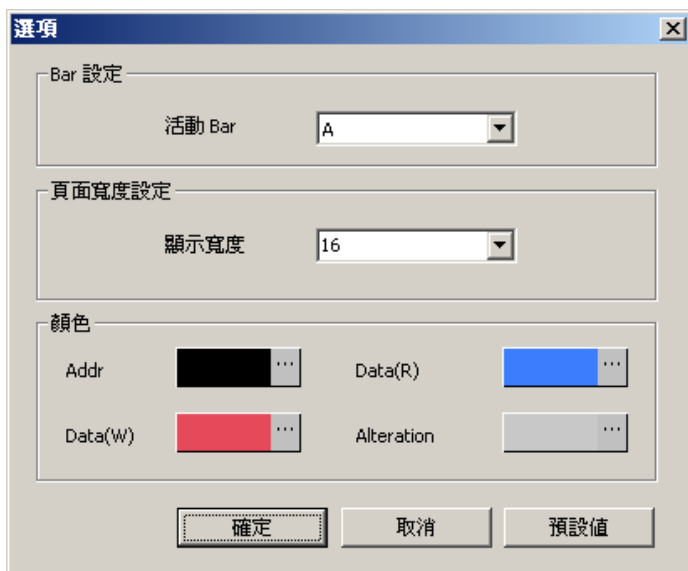 選項
Bar 設定
活動 Bar
A
頁面寬度設定
顯示寬度
16
顏色
Addr
...
Data(R)
...
Data(W)
...
Alteration
...
確定
取消
預設値